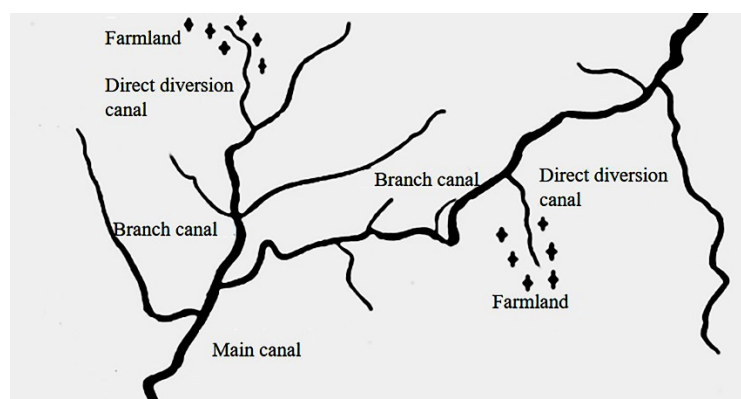 Farmland
Direct diversion
canal
Branch canal
Direct diversion
canal
Branch canal
Farmland
Main canal